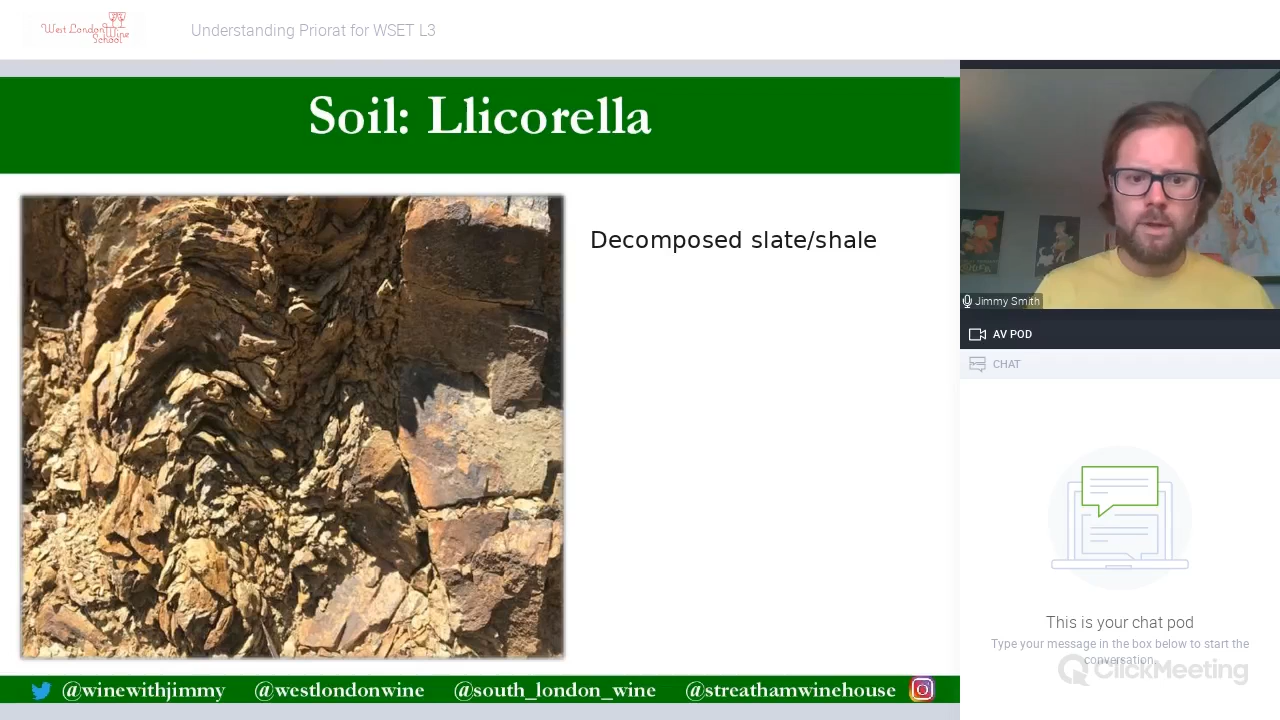 West London Wine School
Understanding Priorat for WSET L3
Soil: Llicorella
Decomposed slate/shale
@winewithjimmy @westlondonwine @south_london_wine @streathamwinehouse
Jimmy Smith
AV POD
CHAT
This is your chat pod
Type your message in the box below to start the
conversation.
ClickMeeting